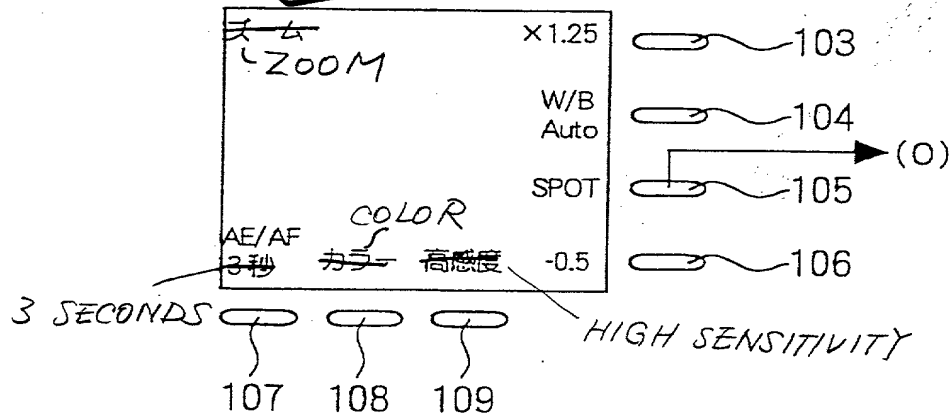 ズーム ×1.25 103
ZOOM
W/B
Auto 104
(O)
SPOT 105
COLOR
AE/AF
3秒 カラー 高感度 -0.5 106
3 SECONDS HIGH SENSITIVITY
107 108 109